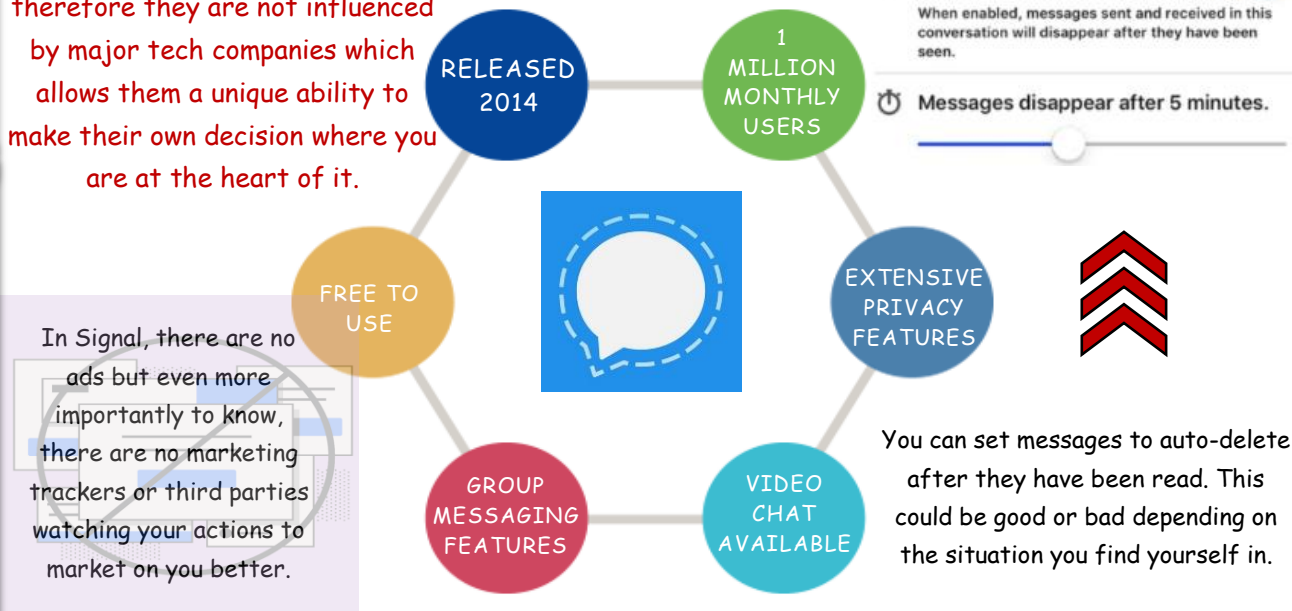 therefore they are not influenced
by major tech companies which
allows them a unique ability to
make their own decision where you
are at the heart of it.
RELEASED
2014
1
MILLION
MONTHLY
USERS
When enabled, messages sent and received in this
conversation will disappear after they have been
seen.
Messages disappear after 5 minutes.
FREE TO
USE
EXTENSIVE
PRIVACY
FEATURES
In Signal, there are no
ads but even more
importantly to know,
there are no marketing
trackers or third parties
watching your actions to
market on you better.
GROUP
MESSAGING
FEATURES
VIDEO
CHAT
AVAILABLE
You can set messages to auto-delete
after they have been read. This
could be good or bad depending on
the situation you find yourself in.